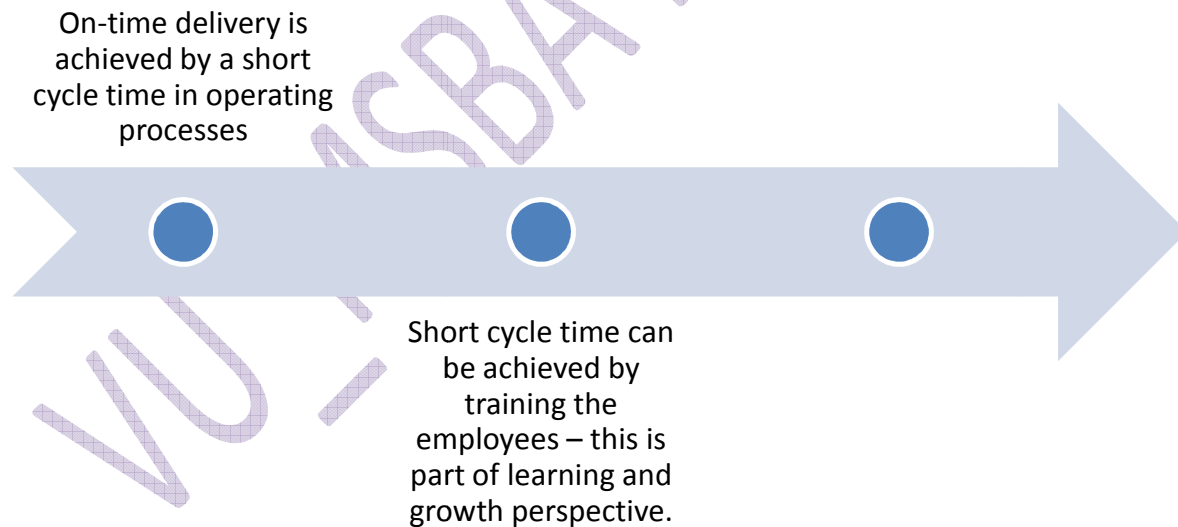 On-time delivery is
achieved by a short
cycle time in operating
processes
Short cycle time can
be achieved by
training the
employees – this is
part of learning and
growth perspective.